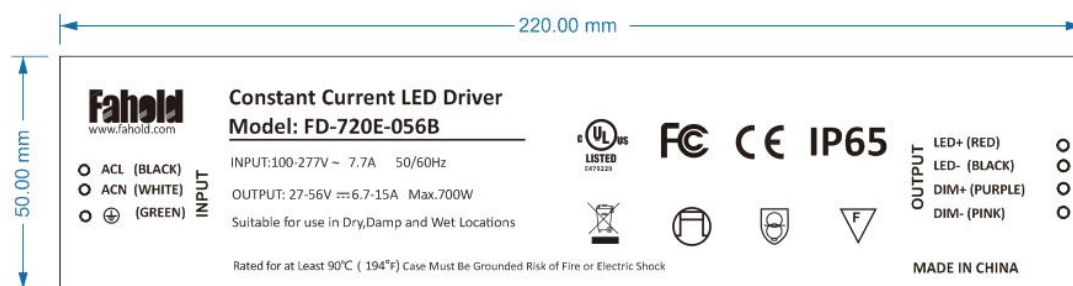 220.00 mm
50.00 mm
Fahold
www.fahold.com
Constant Current LED Driver
Model: FD-720E-056B
INPUT:100-277V ~ 7.7A 50/60Hz
OUTPUT: 27-56V ⎓6.7-15A Max.700W
Suitable for use in Dry,Damp and Wet Locations
Rated for at Least 90℃ ( 194°F) Case Must Be Grounded Risk of Fire or Electric Shock
ACL (BLACK)
ACN (WHITE)
(GREEN)
INPUT
C UL US
LISTED
E479229
FC
CE
IP65
F
OUTPUT
LED+ (RED)
LED- (BLACK)
DIM+ (PURPLE)
DIM- (PINK)
MADE IN CHINA